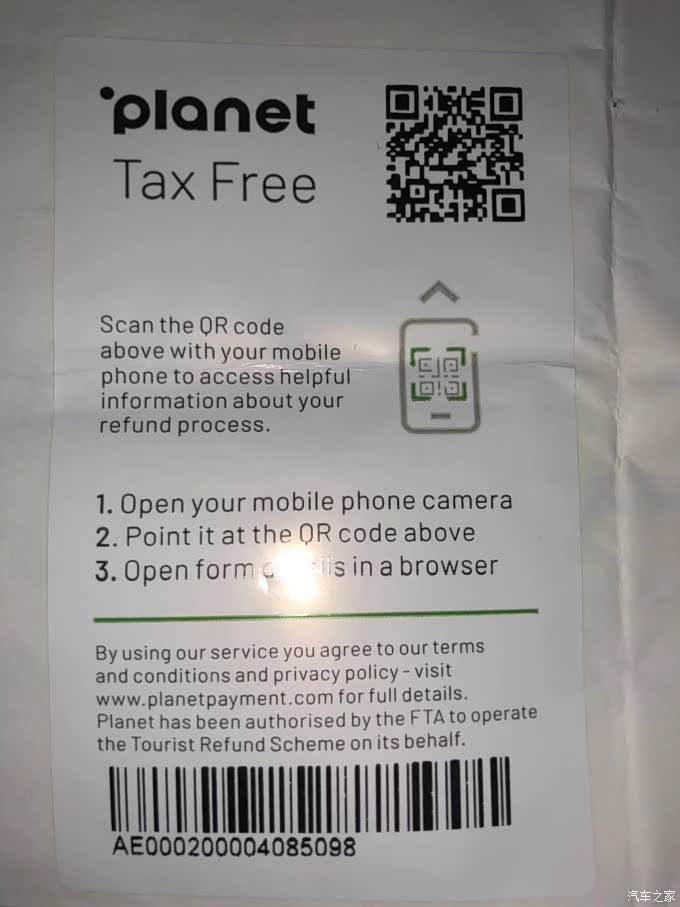 planet
Tax Free
Scan the QR code
above with your mobile
phone to access helpful
information about your
refund process.
1. Open your mobile phone camera
2. Point it at the QR code above
3. Open form in a browser
By using our service you agree to our terms
and conditions and privacy policy - visit
www.planetpayment.com for full details.
Planet has been authorised by the FTA to operate
the Tourist Refund Scheme on its behalf.
AE000200004085098
汽车之家